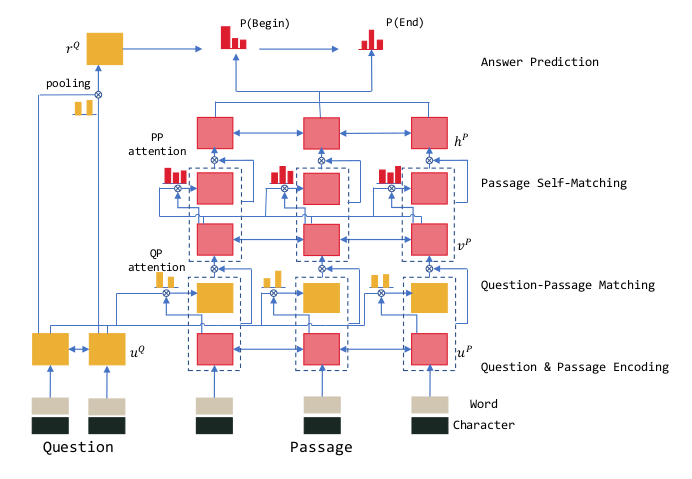 P(Begin)
P(End)
r^Q
Answer Prediction
pooling
PP
attention
h^P
Passage Self-Matching
v^P
QP
attention
Question-Passage Matching
u^Q
u^P
Question & Passage Encoding
Word
Character
Question
Passage